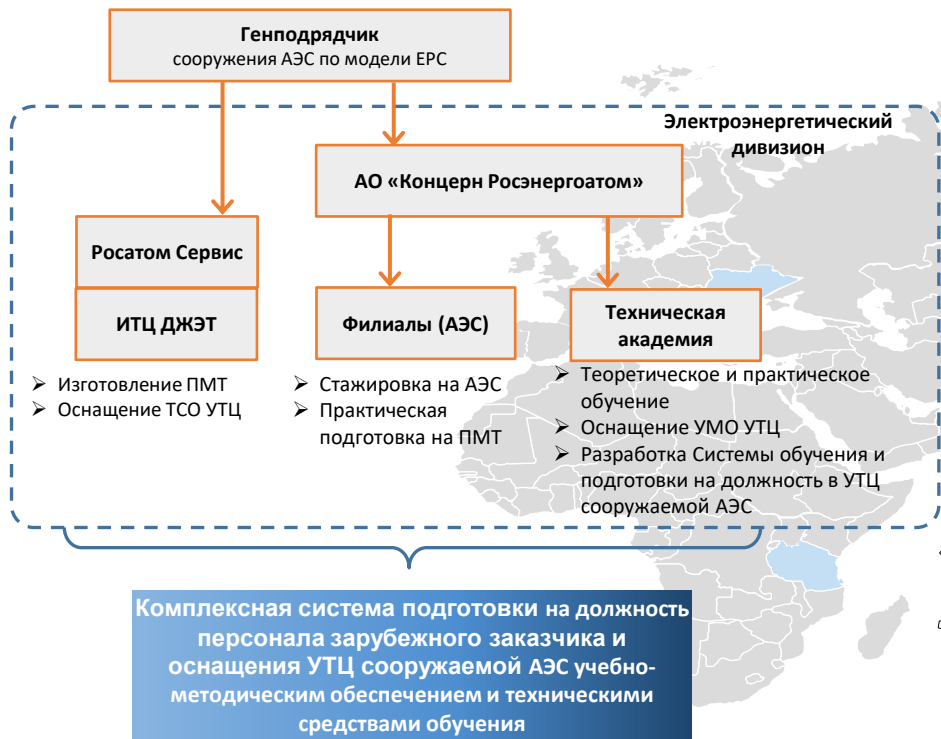 Генподрядчик
сооружения АЭС по модели EPC
Электроэнергетический
дивизион
АО «Концерн Росэнергоатом»
Росатом Сервис
ИТЦ ДЖЭТ
Филиалы (АЭС)
Техническая
академия
➢ Изготовление ПМТ
➢ Оснащение ТСО УТЦ
➢ Стажировка на АЭС
➢ Практическая
подготовка на ПМТ
➢ Теоретическое и практическое
обучение
➢ Оснащение УМО УТЦ
➢ Разработка Системы обучения и
подготовки на должность в УТЦ
сооружаемой АЭС
Комплексная система подготовки на должность
персонала зарубежного заказчика и
оснащения УТЦ сооружаемой АЭС учебно-
методическим обеспечением и техническими
средствами обучения